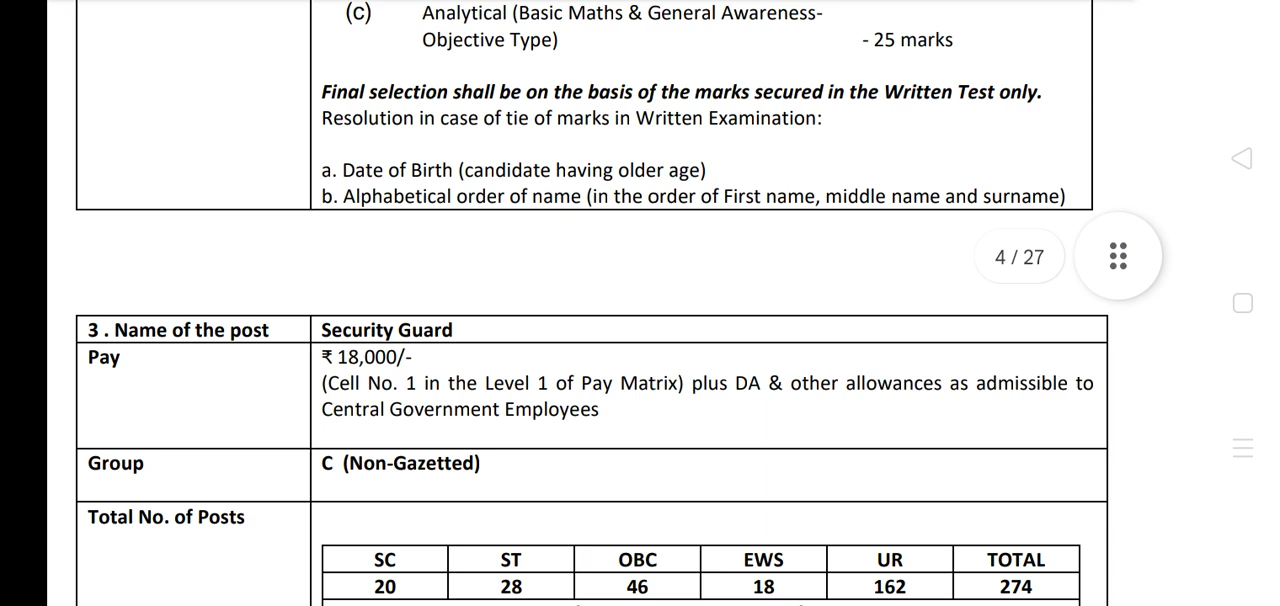 (c) Analytical (Basic Maths & General Awareness-
Objective Type) - 25 marks
Final selection shall be on the basis of the marks secured in the Written Test only.
Resolution in case of tie of marks in Written Examination:
a. Date of Birth (candidate having older age)
b. Alphabetical order of name (in the order of First name, middle name and surname)
4 / 27
3 . Name of the post Security Guard
Pay ₹ 18,000/-
(Cell No. 1 in the Level 1 of Pay Matrix) plus DA & other allowances as admissible to
Central Government Employees
Group C (Non-Gazetted)
Total No. of Posts
SC ST OBC EWS UR TOTAL
20 28 46 18 162 274